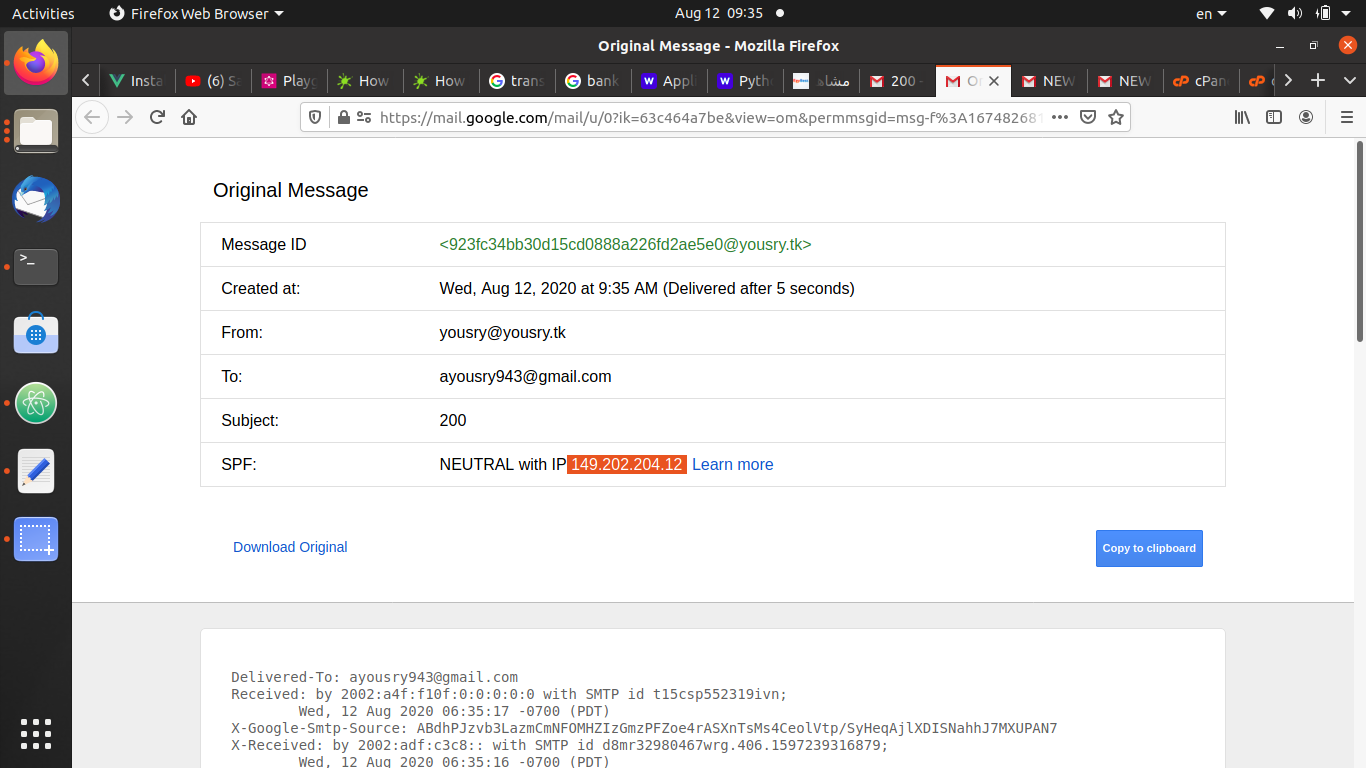 Activities Firefox Web Browser Aug 12 09:35 en
Original Message - Mozilla Firefox
Insta (6) Sa Playg How How trans bank Appli Pytho مشاهد 200 - Or NEW NEW cPan
https://mail.google.com/mail/u/0?ik=63c464a7be&view=om&permmsgid=msg-f%3A167482681
Original Message
Message ID <923fc34bb30d15cd0888a226fd2ae5e0@yousry.tk>
Created at: Wed, Aug 12, 2020 at 9:35 AM (Delivered after 5 seconds)
From: yousry@yousry.tk
To: ayousry943@gmail.com
Subject: 200
SPF: NEUTRAL with IP 149.202.204.12 Learn more
Download Original Copy to clipboard
Delivered-To: ayousry943@gmail.com
Received: by 2002:a4f:f10f:0:0:0:0:0 with SMTP id t15csp552319ivn;
Wed, 12 Aug 2020 06:35:17 -0700 (PDT)
X-Google-Smtp-Source: ABdhPJzvb3LazmCmNFOMHZIzGmzPFZoe4rASXnTsMs4CeolVtp/SyHeqAjlXDISNahhJ7MXUPAN7
X-Received: by 2002:adf:c3c8:: with SMTP id d8mr32980467wrg.406.1597239316879;
Wed, 12 Aug 2020 06:35:16 -0700 (PDT)